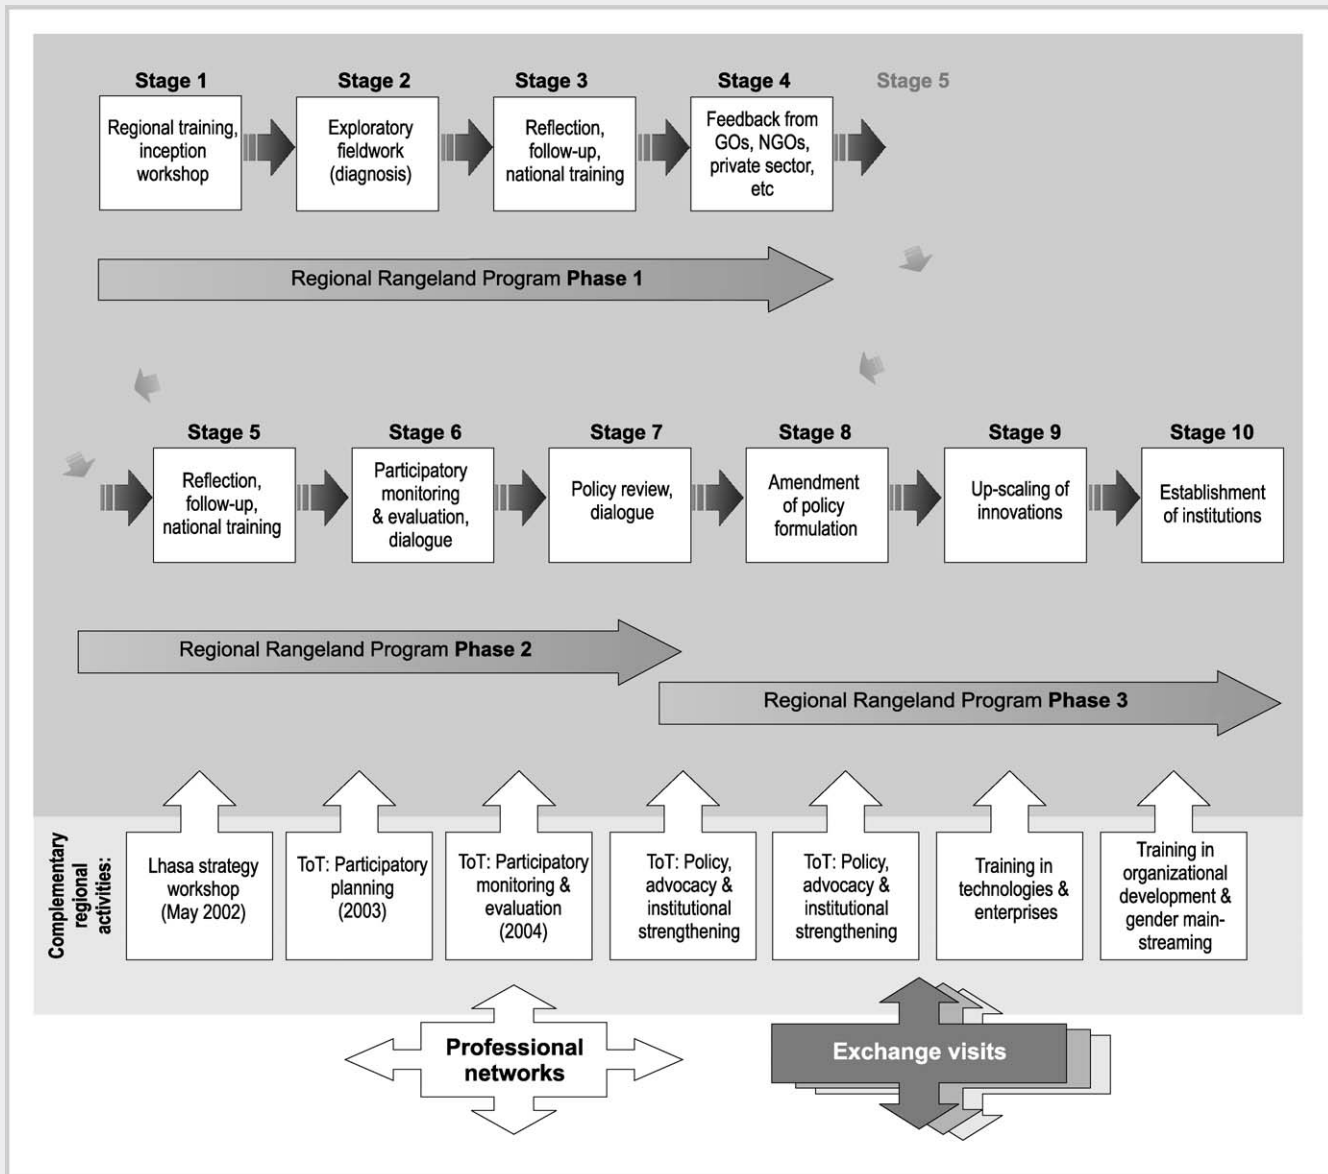 Stage 1
Stage 2
Stage 3
Stage 4
Stage 5
Regional training,
inception
workshop
Exploratory
fieldwork
(diagnosis)
Reflection,
follow-up,
national training
Feedback from
GOs, NGOs,
private sector,
etc
Regional Rangeland Program Phase 1
Stage 5
Stage 6
Stage 7
Stage 8
Stage 9
Stage 10
Reflection,
follow-up,
national training
Participatory
monitoring
& evaluation,
dialogue
Policy review,
dialogue
Amendment
of policy
formulation
Up-scaling of
innovations
Establishment
of institutions
Regional Rangeland Program Phase 2
Regional Rangeland Program Phase 3
Complementary
regional
activities:
Lhasa strategy
workshop
(May 2002)
ToT: Participatory
planning
(2003)
ToT: Participatory
monitoring &
evaluation
(2004)
ToT: Policy,
advocacy &
institutional
strengthening
ToT: Policy,
advocacy &
institutional
strengthening
Training in
technologies &
enterprises
Training in
organizational
development &
gender main-
streaming
Professional
networks
Exchange visits